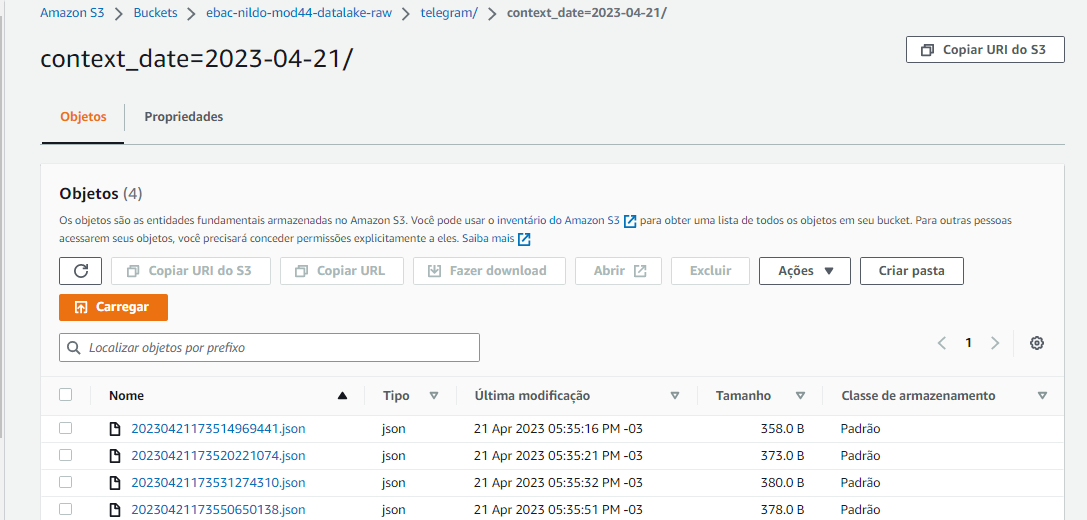 Amazon S3 > Buckets > ebac-nildo-mod44-datalake-raw > telegram/ > context_date=2023-04-21/
context_date=2023-04-21/
Copiar URI do S3
Objetos
Propriedades
Objetos (4)
Os objetos são as entidades fundamentais armazenadas no Amazon S3. Você pode usar o inventário do Amazon S3 para obter uma lista de todos os objetos em seu bucket. Para outras pessoas
acessarem seus objetos, você precisará conceder permissões explicitamente a eles. Saiba mais
Copiar URI do S3 Copiar URL Fazer download Abrir Excluir Ações Criar pasta
Carregar
Localizar objetos por prefixo
1
Nome Tipo Última modificação Tamanho Classe de armazenamento
20230421173514969441.json json 21 Apr 2023 05:35:16 PM -03 358.0 B Padrão
20230421173520221074.json json 21 Apr 2023 05:35:21 PM -03 373.0 B Padrão
20230421173531274310.json json 21 Apr 2023 05:35:32 PM -03 380.0 B Padrão
20230421173550650138.json json 21 Apr 2023 05:35:51 PM -03 378.0 B Padrão